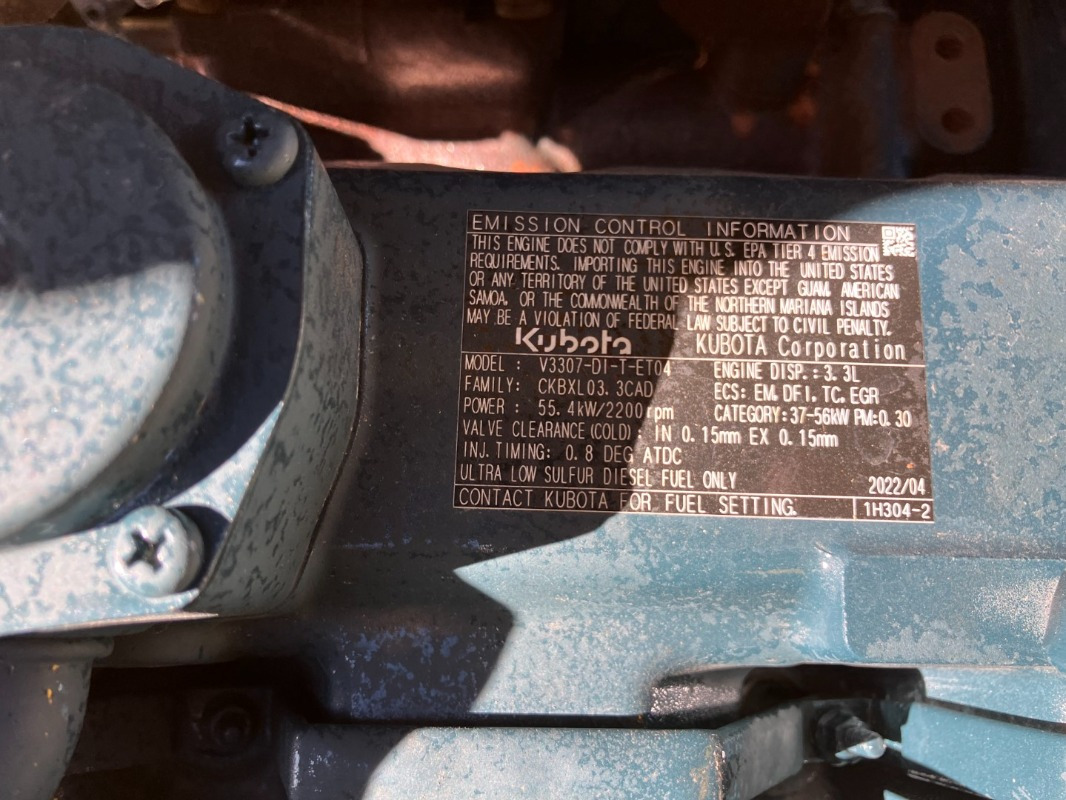 EMISSION CONTROL INFORMATION
THIS ENGINE DOES NOT COMPLY WITH U.S. EPA TIER 4 EMISSION
REQUIREMENTS. IMPORTING THIS ENGINE INTO THE UNITED STATES
OR ANY TERRITORY OF THE UNITED STATES EXCEPT GUAM, AMERICAN
SAMOA, OR THE COMMONWEALTH OF THE NORTHERN MARIANA ISLANDS
MAY BE A VIOLATION OF FEDERAL LAW SUBJECT TO CIVIL PENALTY.
Kubota KUBOTA Corporation
MODEL : V3307-DI-T-ET04 ENGINE DISP.:3.3L
FAMILY: CKBXL03.3CAD ECS: EM, DFI, TC, EGR
POWER : 55.4kW/2200rpm CATEGORY:37-56kW PM:0.30
VALVE CLEARANCE (COLD) IN 0.15mm EX 0.15mm
INJ. TIMING: 0.8 DEG ATDC
ULTRA LOW SULFUR DIESEL FUEL ONLY 2022/04
CONTACT KUBOTA FOR FUEL SETTING. 1H304-2